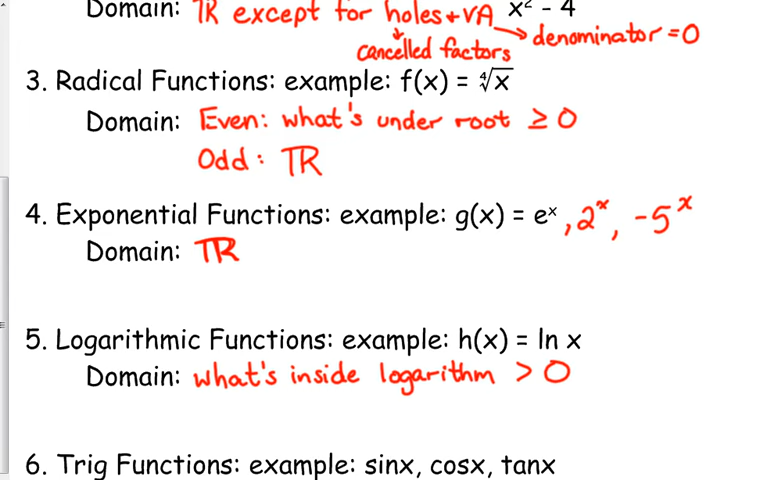 Domain: ℝ except for holes + VA x² - 4
cancelled factors denominator = 0
3. Radical Functions: example: f(x) = ∜x
Domain: Even: what's under root ≥ 0
Odd: ℝ
4. Exponential Functions: example: g(x) = eˣ, 2ˣ, -5ˣ
Domain: ℝ
5. Logarithmic Functions: example: h(x) = ln x
Domain: what's inside logarithm > 0
6. Trig Functions: example: sinx, cosx, tanx